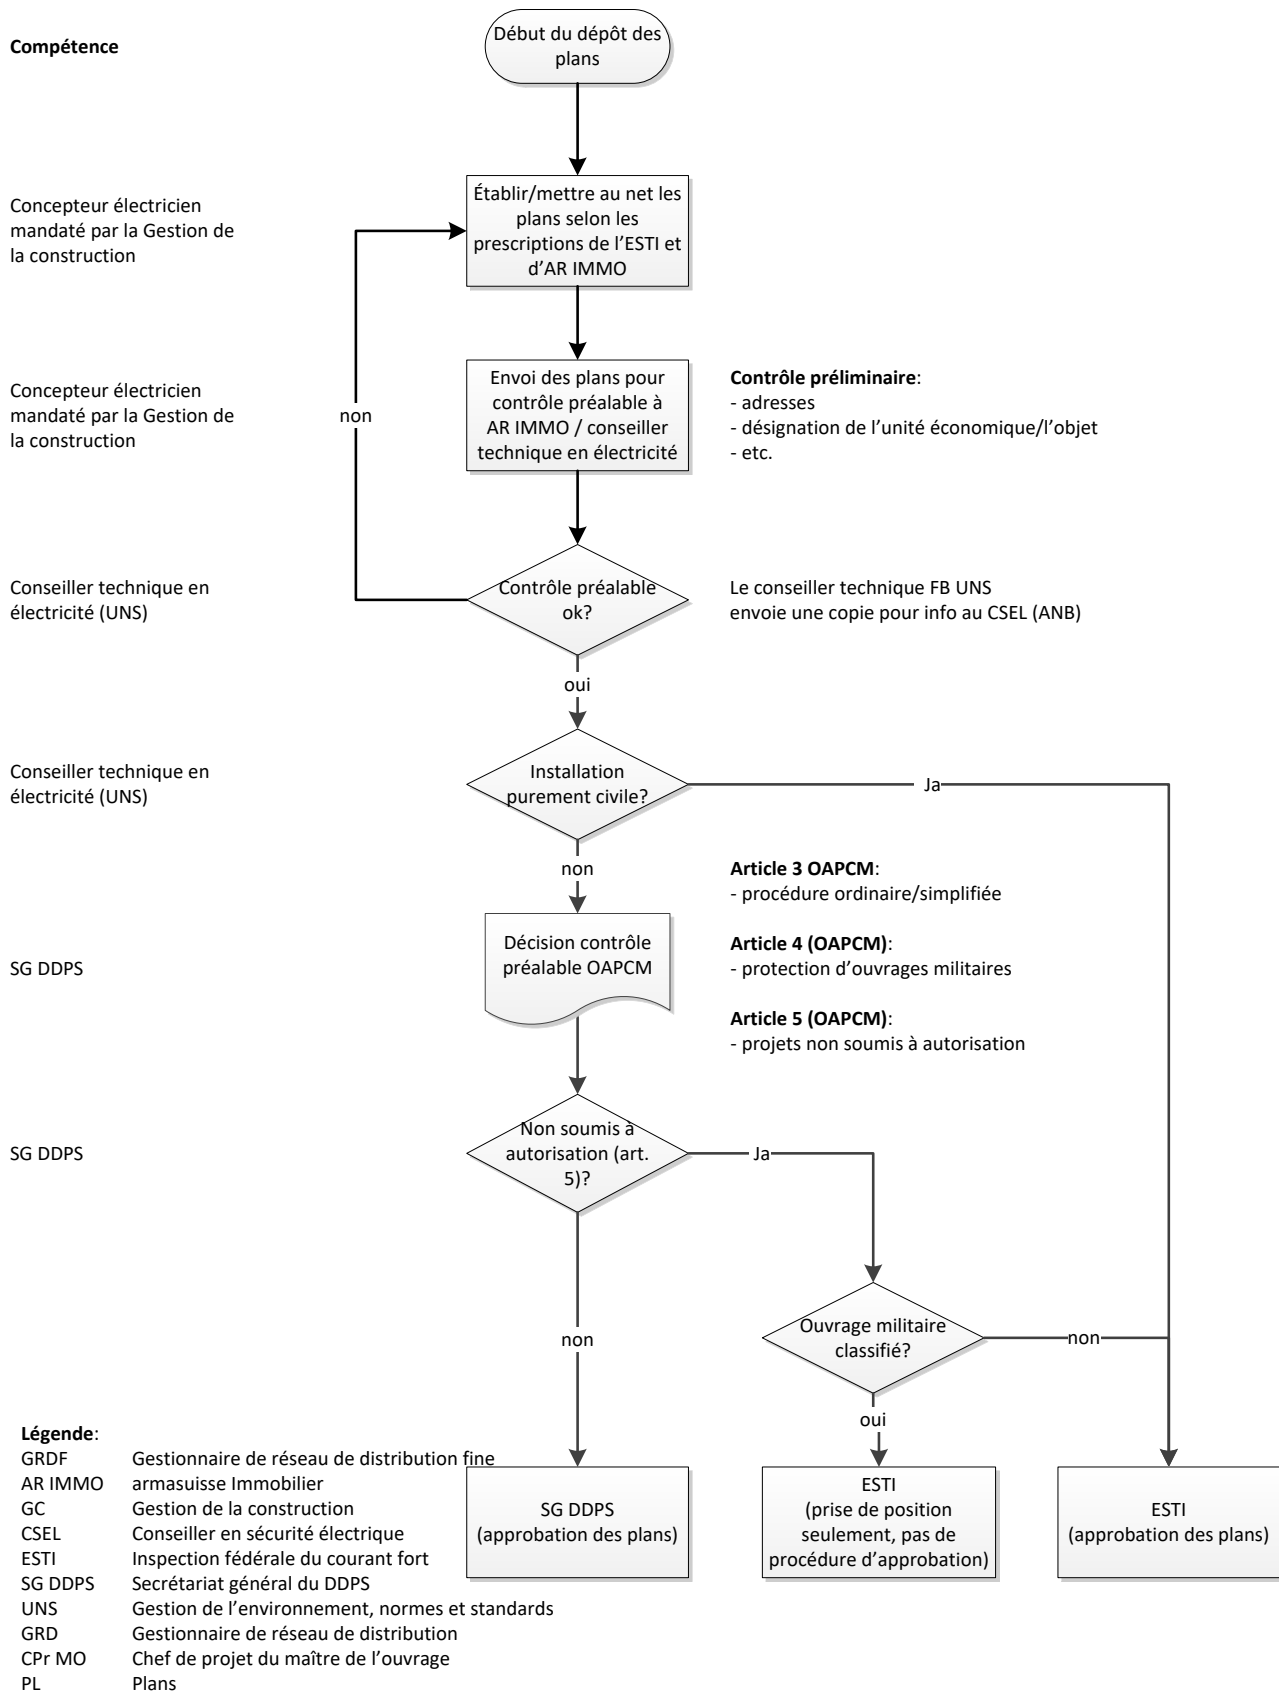 Compétence
Début du dépôt des
plans
Concepteur électricien
mandaté par la Gestion de
la construction
Établir/mettre au net les
plans selon les
prescriptions de l’ESTI et
d’AR IMMO
Concepteur électricien
mandaté par la Gestion de
la construction
non
Envoi des plans pour
contrôle préalable à
AR IMMO / conseiller
technique en électricité
Contrôle préliminaire:
- adresses
- désignation de l’unité économique/l’objet
- etc.
Conseiller technique en
électricité (UNS)
Contrôle préalable
ok?
Le conseiller technique FB UNS
envoie une copie pour info au CSEL (ANB)
oui
Conseiller technique en
électricité (UNS)
Installation
purement civile?
Ja
non
Article 3 OAPCM:
- procédure ordinaire/simplifiée
SG DDPS
Décision contrôle
préalable OAPCM
Article 4 (OAPCM):
- protection d’ouvrages militaires
Article 5 (OAPCM):
- projets non soumis à autorisation
SG DDPS
Non soumis à
autorisation (art.
5)?
Ja
non
Ouvrage militaire
classifié?
non
oui
SG DDPS
(approbation des plans)
ESTI
(prise de position
seulement, pas de
procédure d’approbation)
ESTI
(approbation des plans)
Légende:
GRDF Gestionnaire de réseau de distribution fine
AR IMMO armasuisse Immobilier
GC Gestion de la construction
CSEL Conseiller en sécurité électrique
ESTI Inspection fédérale du courant fort
SG DDPS Secrétariat général du DDPS
UNS Gestion de l’environnement, normes et standards
GRD Gestionnaire de réseau de distribution
CPr MO Chef de projet du maître de l’ouvrage
PL Plans